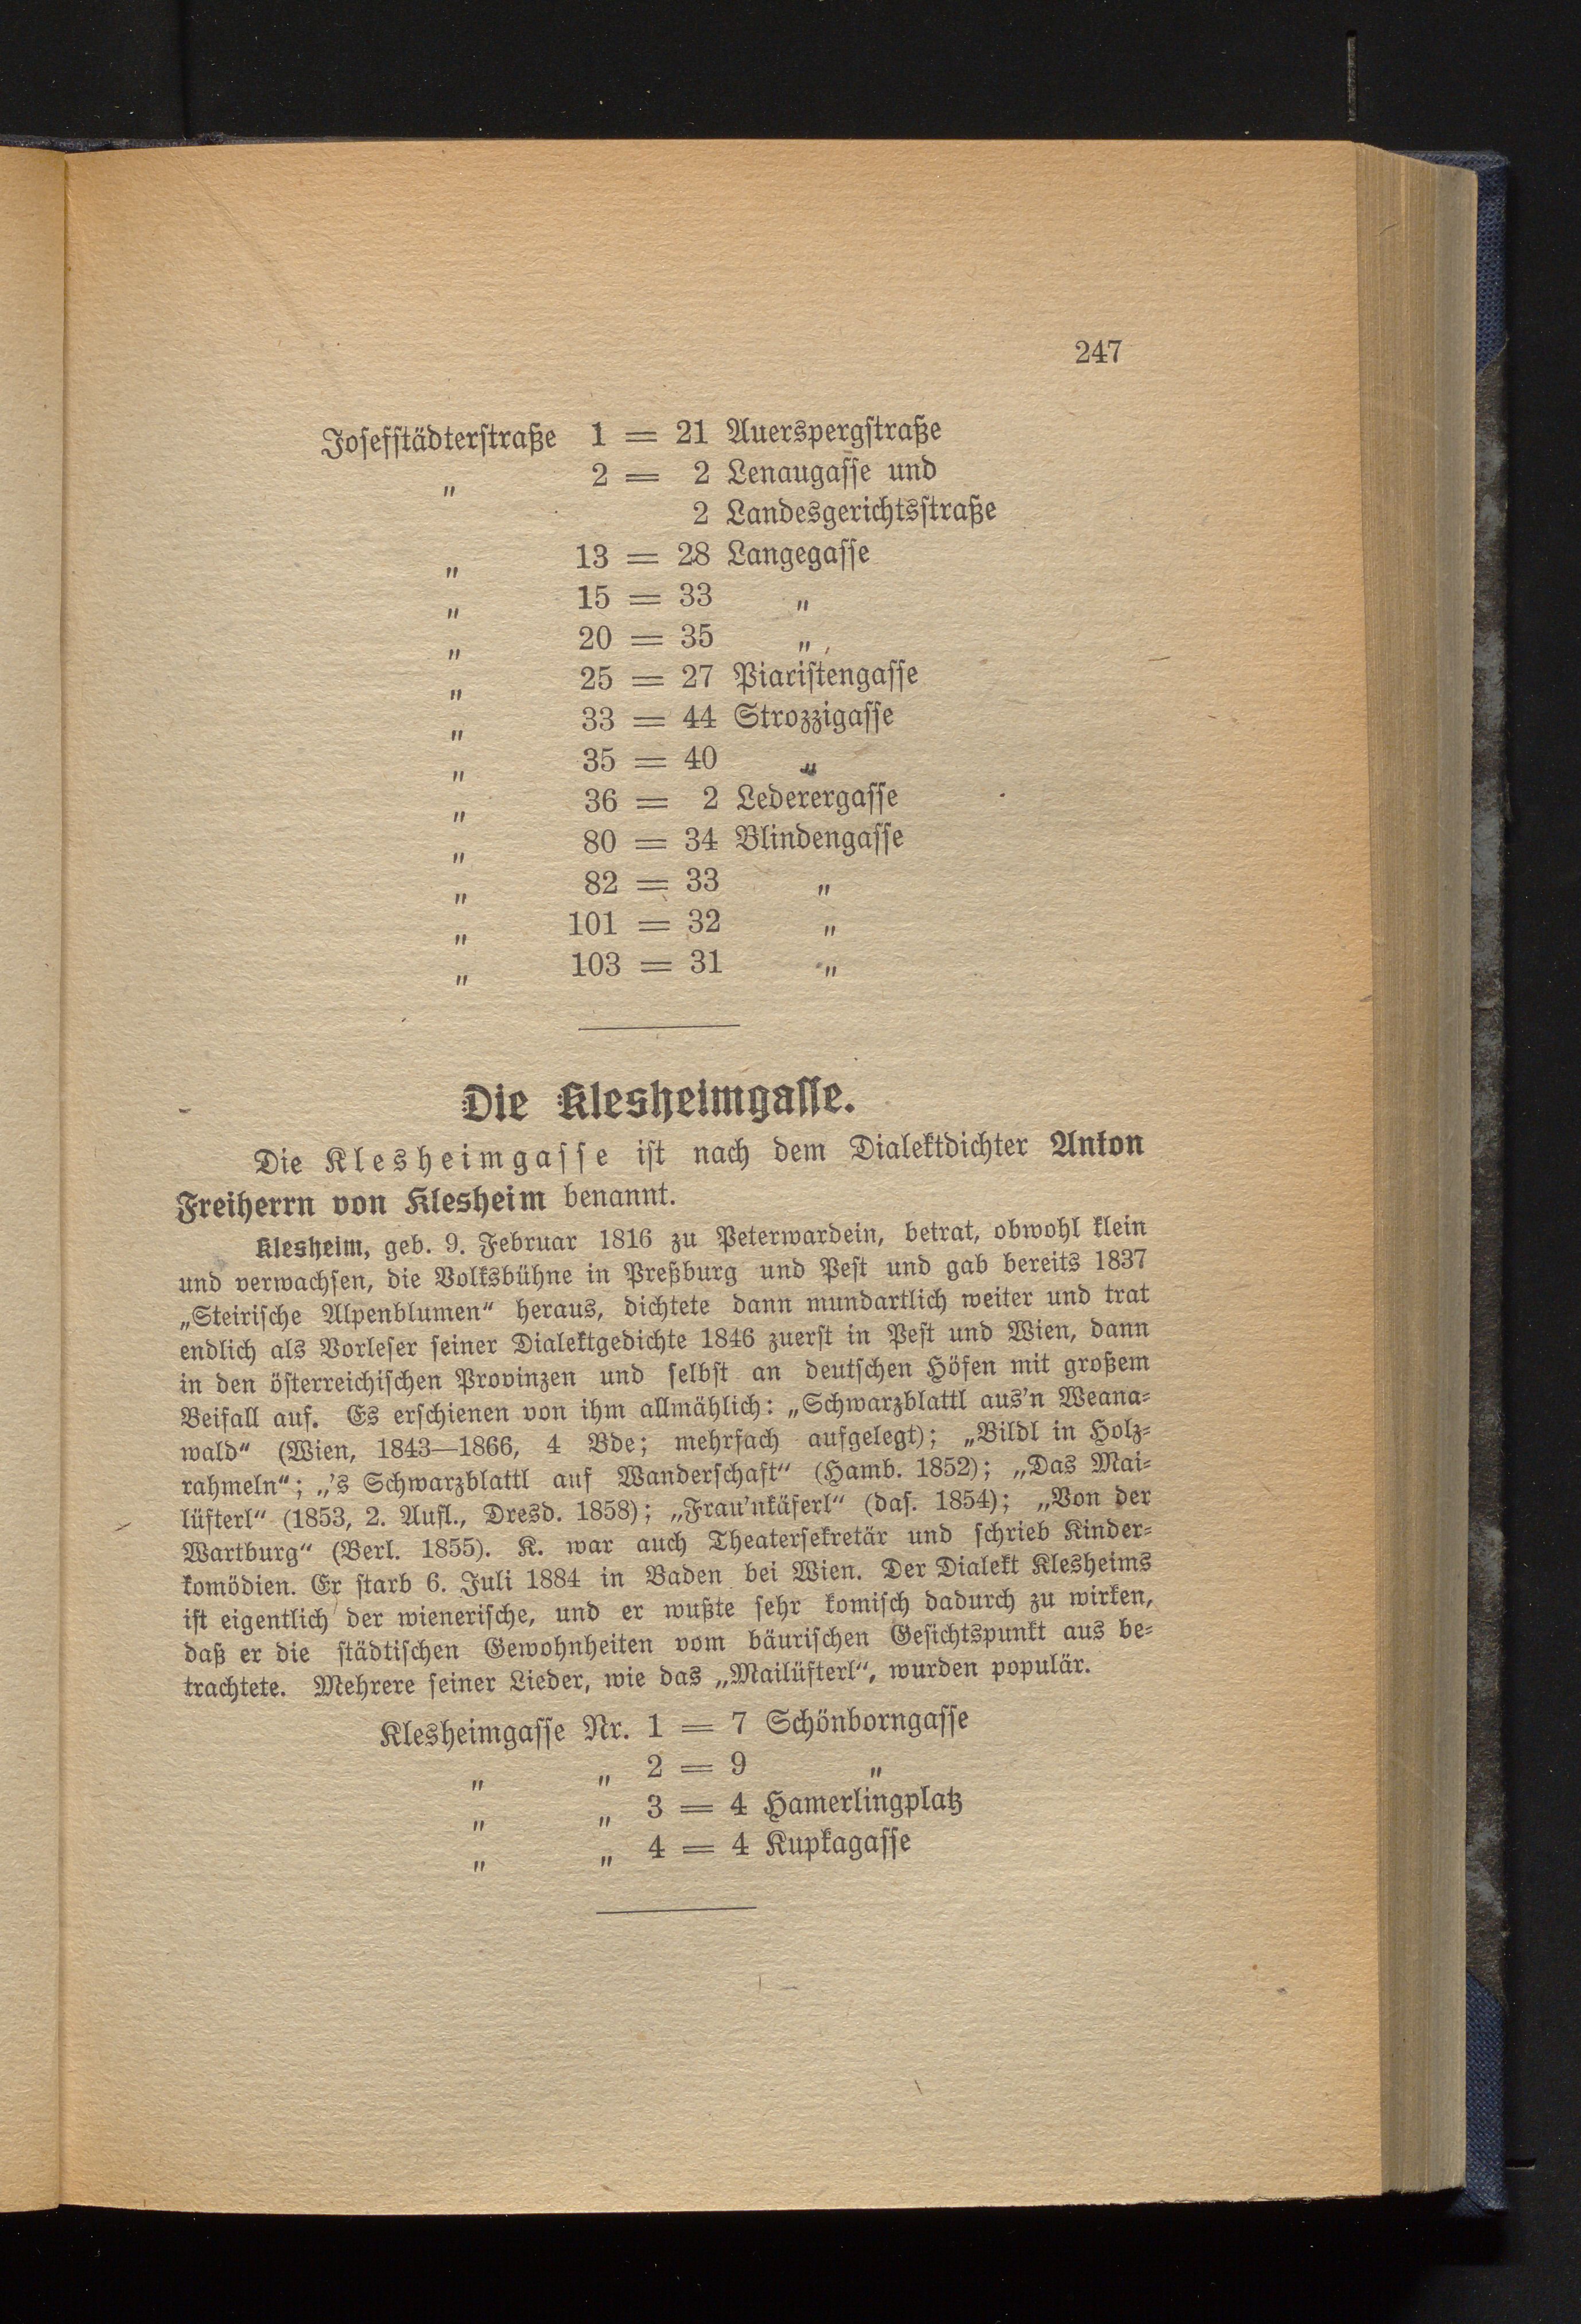 247
Josefstädterstraße 1 = 21 Auerspergstraße
„ 2 = 2 Lenaugasse und
2 Landesgerichtsstraße
„ 13 = 28 Langegasse
„ 15 = 33 „
„ 20 = 35 „
„ 25 = 27 Piaristengasse
„ 33 = 44 Strozzigasse
„ 35 = 40 „
„ 36 = 2 Lederergasse
„ 80 = 34 Blindengasse
„ 82 = 33 „
„ 101 = 32 „
„ 103 = 31 „
Die Klesheimgasse.
Die Klesheimgasse ist nach dem Dialektdichter Anton
Freiherrn von Klesheim benannt.
Klesheim, geb. 9. Februar 1816 zu Peterwardein, betrat, obwohl klein
und verwachsen, die Volksbühne in Preßburg und Pest und gab bereits 1837
„Steirische Alpenblumen“ heraus, dichtete dann mundartlich weiter und trat
endlich als Vorleser seiner Dialektgedichte 1846 zuerst in Pest und Wien, dann
in den österreichischen Provinzen und selbst an deutschen Höfen mit großem
Beifall auf. Es erschienen von ihm allmählich: „Schwarzblattl aus'n Weana-
wald“ (Wien, 1843—1866, 4 Bde; mehrfach aufgelegt); „Bildl in Holz-
rahmeln“; „'s Schwarzblattl auf Wanderschaft“ (Hamb. 1852); „Das Mai-
lüfterl“ (1853, 2. Aufl., Dresd. 1858); „Frau'nkäferl“ (das. 1854); „Von der
Wartburg“ (Berl. 1855). K. war auch Theatersekretär und schrieb Kinder-
komödien. Er starb 6. Juli 1884 in Baden bei Wien. Der Dialekt Klesheims
ist eigentlich der wienerische, und er wußte sehr komisch dadurch zu wirken,
daß er die städtischen Gewohnheiten vom bäurischen Gesichtspunkt aus be-
trachtete. Mehrere seiner Lieder, wie das „Mailüfterl“, wurden populär.
Klesheimgasse Nr. 1 = 7 Schönborngasse
„ „ 2 = 9 „
„ „ 3 = 4 Hamerlingplatz
„ „ 4 = 4 Kupkagasse